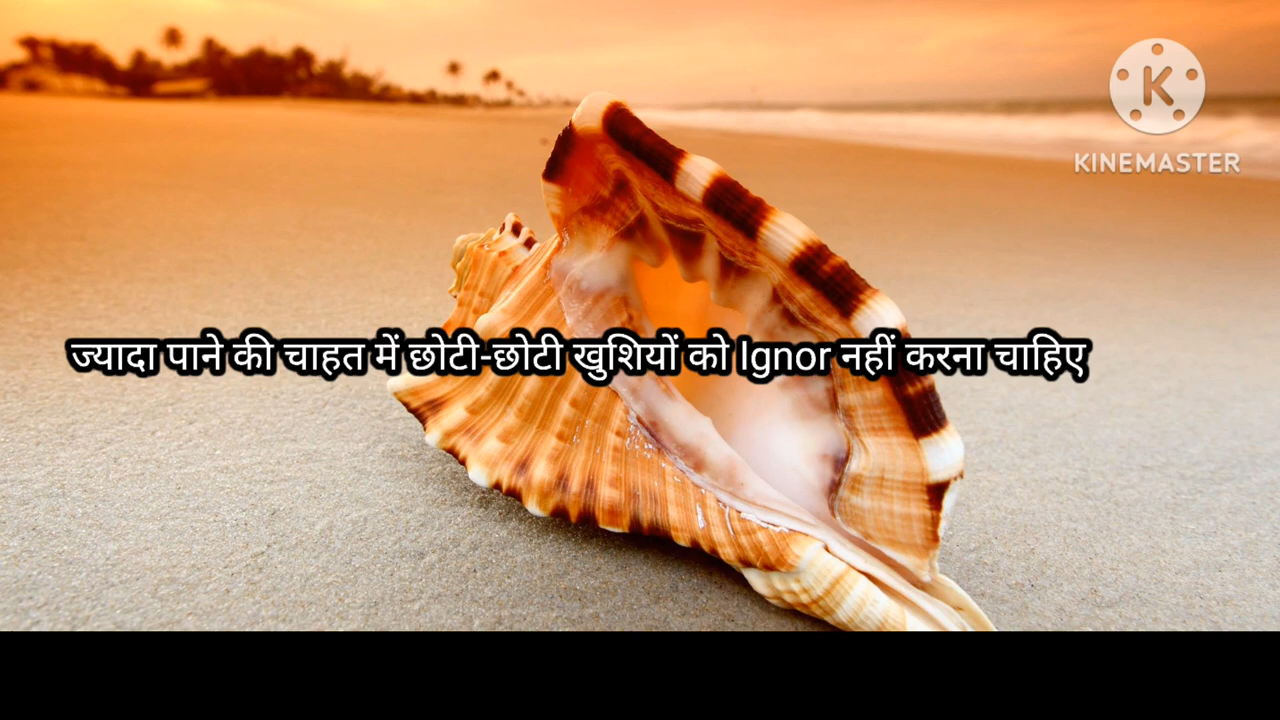 KINEMASTER
ज्यादा पाने की चाहत में छोटी-छोटी खुशियों को Ignor नहीं करना चाहिए